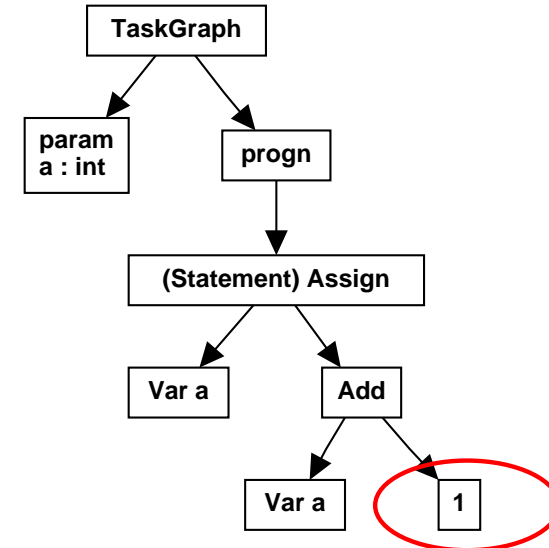 TaskGraph
param
a : int
progn
(Statement) Assign
Var a
Add
Var a
1